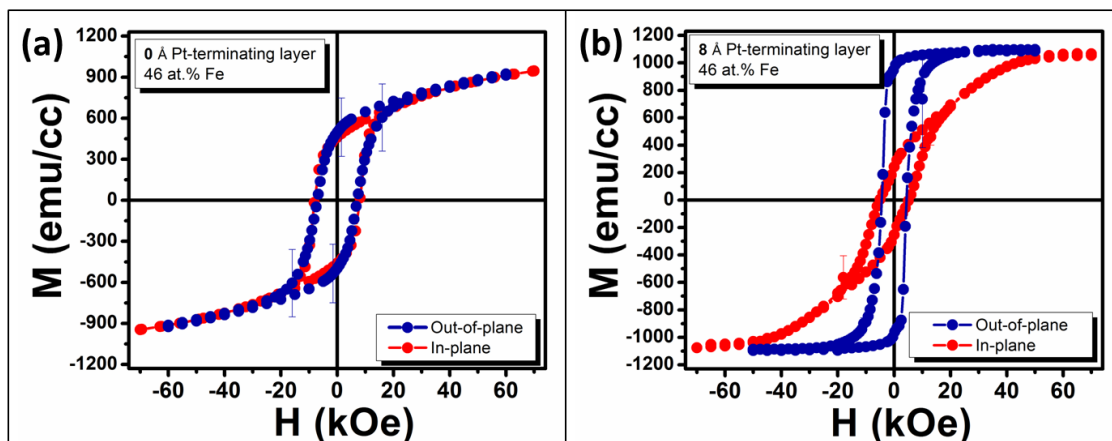 (a)
0 Å Pt-terminating layer
46 at.% Fe
1200
900
600
300
0
-300
-600
-900
-1200
M (emu/cc)
Out-of-plane
In-plane
-60 -40 -20 0 20 40 60
H (kOe)
(b)
8 Å Pt-terminating layer
46 at.% Fe
1200
1000
800
600
400
200
0
-200
-400
-600
-800
-1000
-1200
M (emu/cc)
Out-of-plane
In-plane
-60 -40 -20 0 20 40 60
H (kOe)